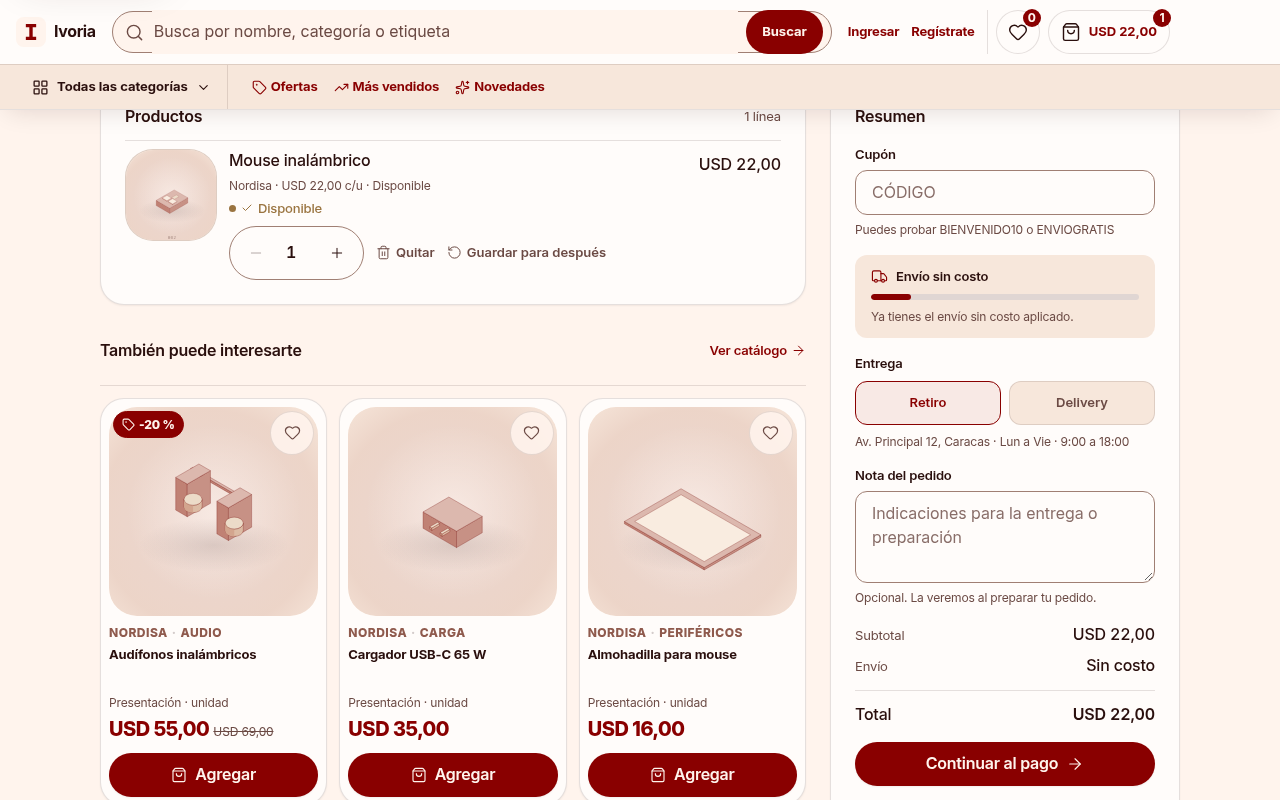 I Ivoria
Busca por nombre, categoría o etiqueta
Buscar
Ingresar
Regístrate
0
USD 22,00
1
Todas las categorías
Ofertas
Más vendidos
Novedades
Productos
1 línea
Mouse inalámbrico
USD 22,00
Nordisa · USD 22,00 c/u · Disponible
Disponible
1
Quitar
Guardar para después
También puede interesarte
Ver catálogo
-20 %
NORDISA · AUDIO
Audífonos inalámbricos
Presentación · unidad
USD 55,00 USD 69,00
Agregar
NORDISA · CARGA
Cargador USB-C 65 W
Presentación · unidad
USD 35,00
Agregar
NORDISA · PERIFÉRICOS
Almohadilla para mouse
Presentación · unidad
USD 16,00
Agregar
Resumen
Cupón
CÓDIGO
Puedes probar BIENVENIDO10 o ENVIOGRATIS
Envío sin costo
Ya tienes el envío sin costo aplicado.
Entrega
Retiro
Delivery
Av. Principal 12, Caracas · Lun a Vie · 9:00 a 18:00
Nota del pedido
Indicaciones para la entrega o
preparación
Opcional. La veremos al preparar tu pedido.
Subtotal
USD 22,00
Envío
Sin costo
Total
USD 22,00
Continuar al pago